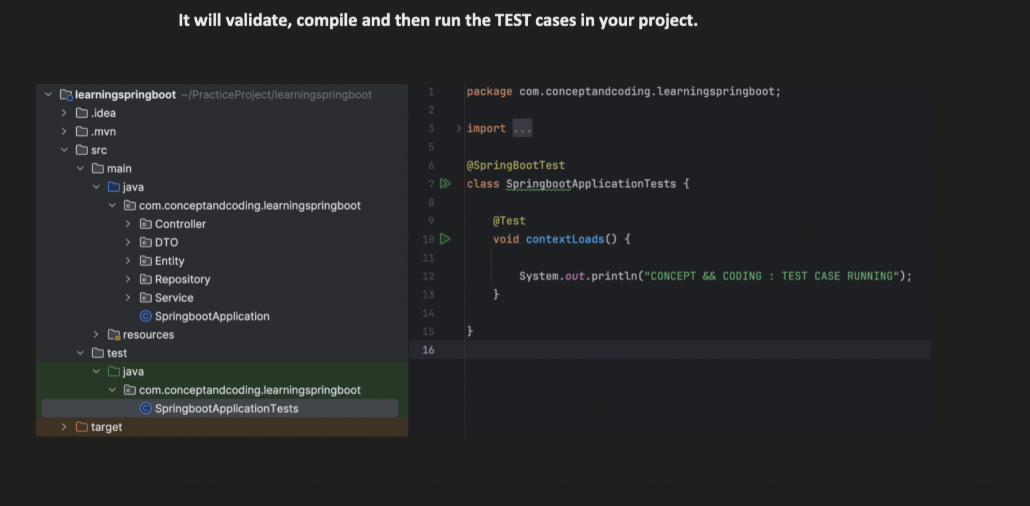 It will validate, compile and then run the TEST cases in your project.
learningspringboot ~/PracticeProject/learningspringboot
.idea
.mvn
src
main
java
com.conceptandcoding.learningspringboot
Controller
DTO
Entity
Repository
Service
SpringbootApplication
resources
test
java
com.conceptandcoding.learningspringboot
SpringbootApplicationTests
target
1 package com.conceptandcoding.learningspringboot;
2
3 import ...
5
6 @SpringBootTest
7 class SpringbootApplicationTests {
8
9 @Test
10 void contextLoads() {
11
12 System.out.println("CONCEPT && CODING : TEST CASE RUNNING");
13 }
14
15 }
16